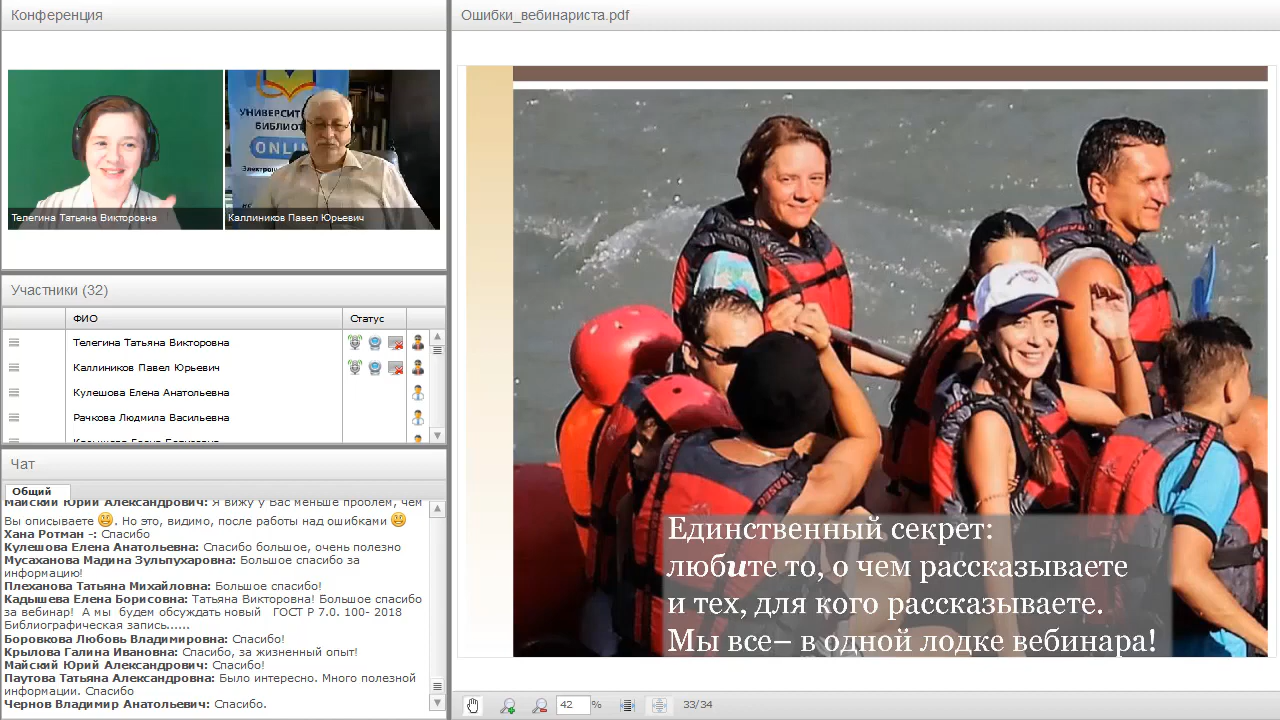 Конференция
УНИВЕРСИТ
БИБЛИО
ONLIN
Телегина Татьяна Викторовна
Каллиников Павел Юрьевич
Участники (32)
ФИО
Статус
Телегина Татьяна Викторовна
Каллиников Павел Юрьевич
Кулешова Елена Анатольевна
Рачкова Людмила Васильевна
Чат
Общий
Майский Юрий Александрович: Я вижу у Вас меньше проблем, чем
Вы описываете . Но это, видимо, после работы над ошибками
Хана Ротман -: Спасибо
Кулешова Елена Анатольевна: Спасибо большое, очень полезно
Мусаханова Мадина Зульпухаровна: Большое спасибо за
информацию!
Плеханова Татьяна Михайловна: Большое спасибо!
Кадышева Елена Борисовна: Татьяна Викторовна! Большое спасибо
за вебинар! А мы будем обсуждать новый ГОСТ Р 7.0. 100- 2018
Библиографическая запись......
Боровкова Любовь Владимировна: Спасибо!
Крылова Галина Ивановна: Спасибо, за жизненный опыт!
Майский Юрий Александрович: Спасибо!
Паутова Татьяна Александровна: Было интересно. Много полезной
информации. Спасибо
Чернов Владимир Анатольевич: Спасибо.
Ошибки_вебинариста.pdf
Единственный секрет:
любите то, о чем рассказываете
и тех, для кого рассказываете.
Мы все– в одной лодке вебинара!
42 %
33/34